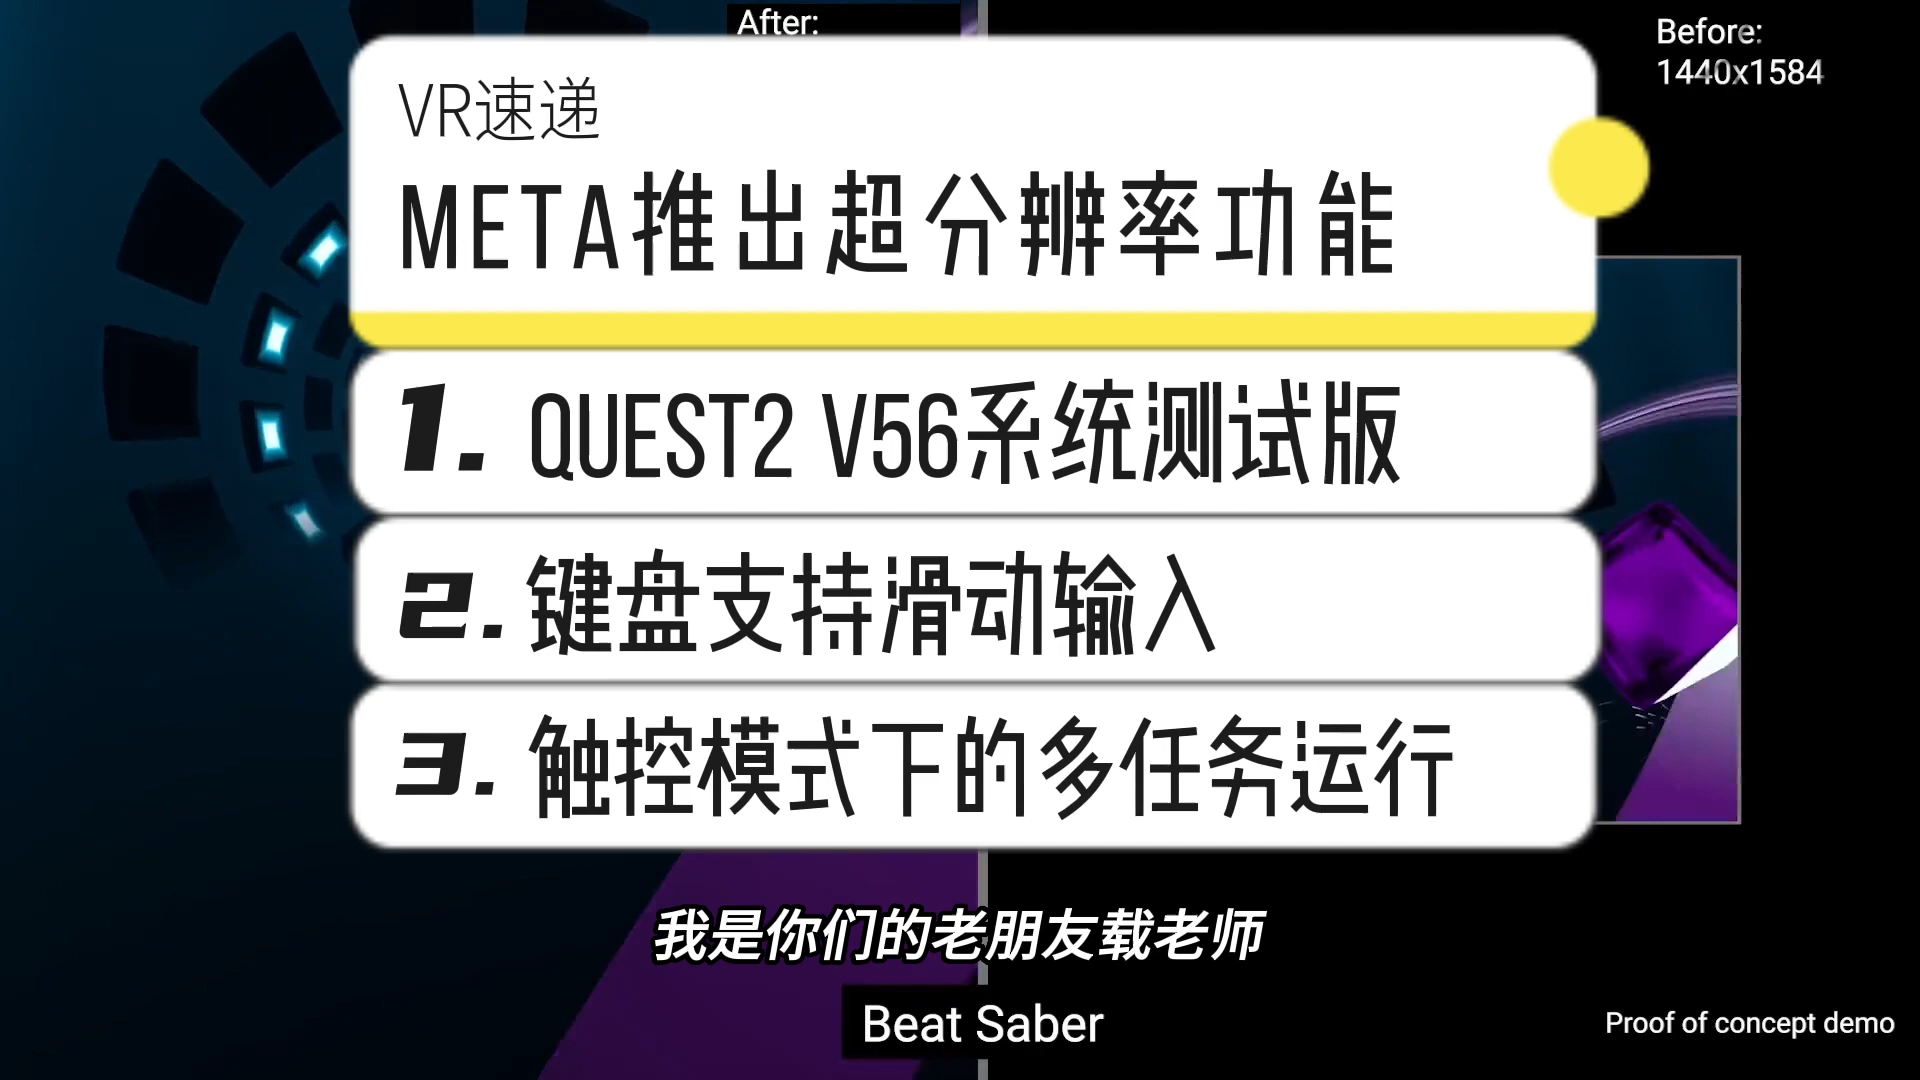 After:
Before:
1440x1584
VR速递
META推出超分辨率功能
1. QUEST2 V56系统测试版
2. 键盘支持滑动输入
3. 触控模式下的多任务运行
我是你们的老朋友载老师
Beat Saber
Proof of concept demo